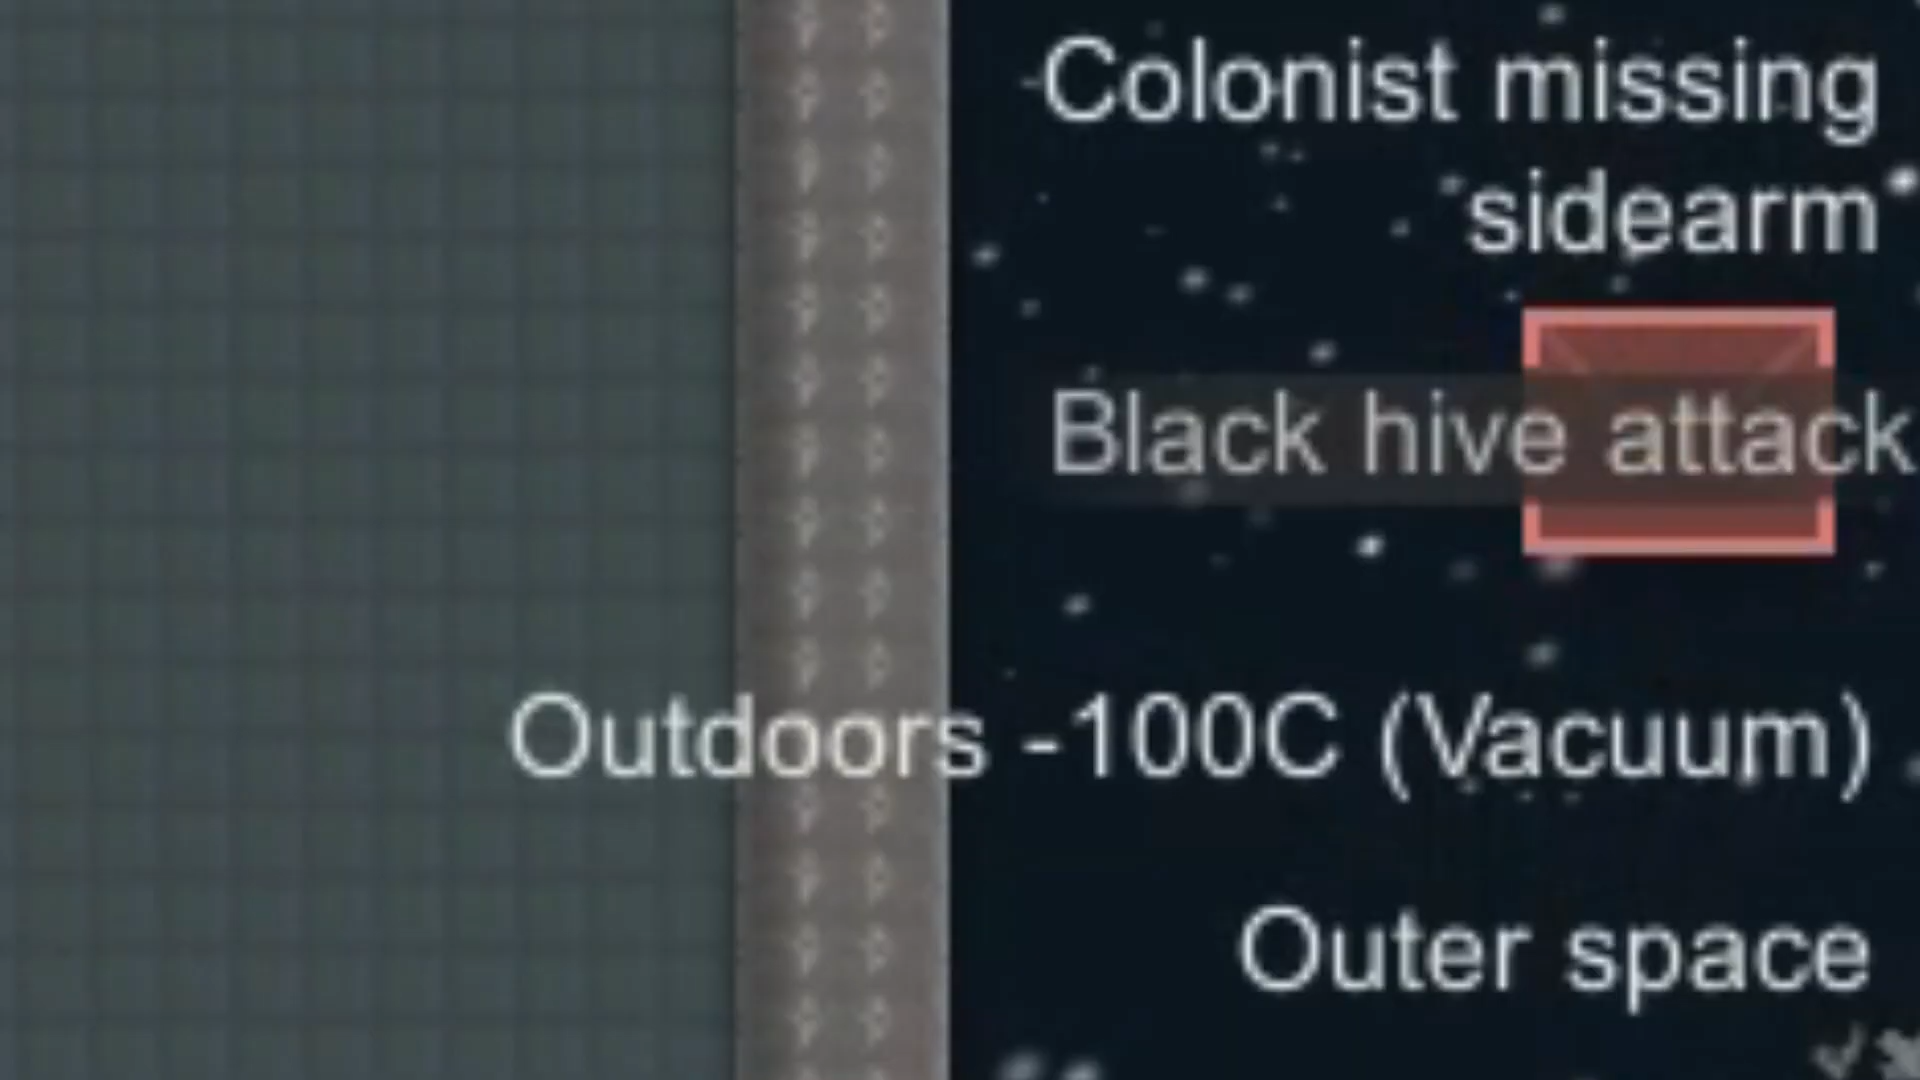 Colonist missing
sidearm
Black hive attack
Outdoors -100C (Vacuum)
Outer space